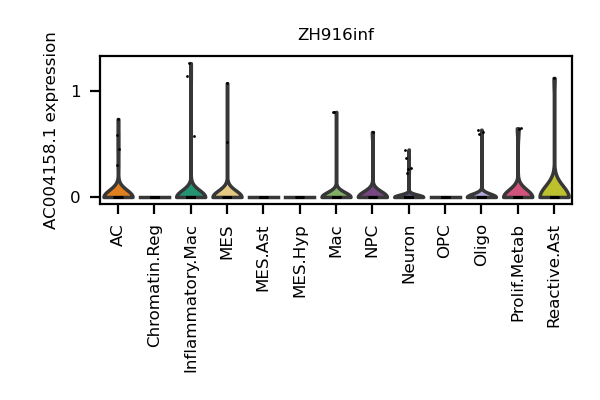 ZH916inf
AC004158.1 expression
1
0
AC
Chromatin.Reg
Inflammatory.Mac
MES
MES.Ast
MES.Hyp
Mac
NPC
Neuron
OPC
Oligo
Prolif.Metab
Reactive.Ast